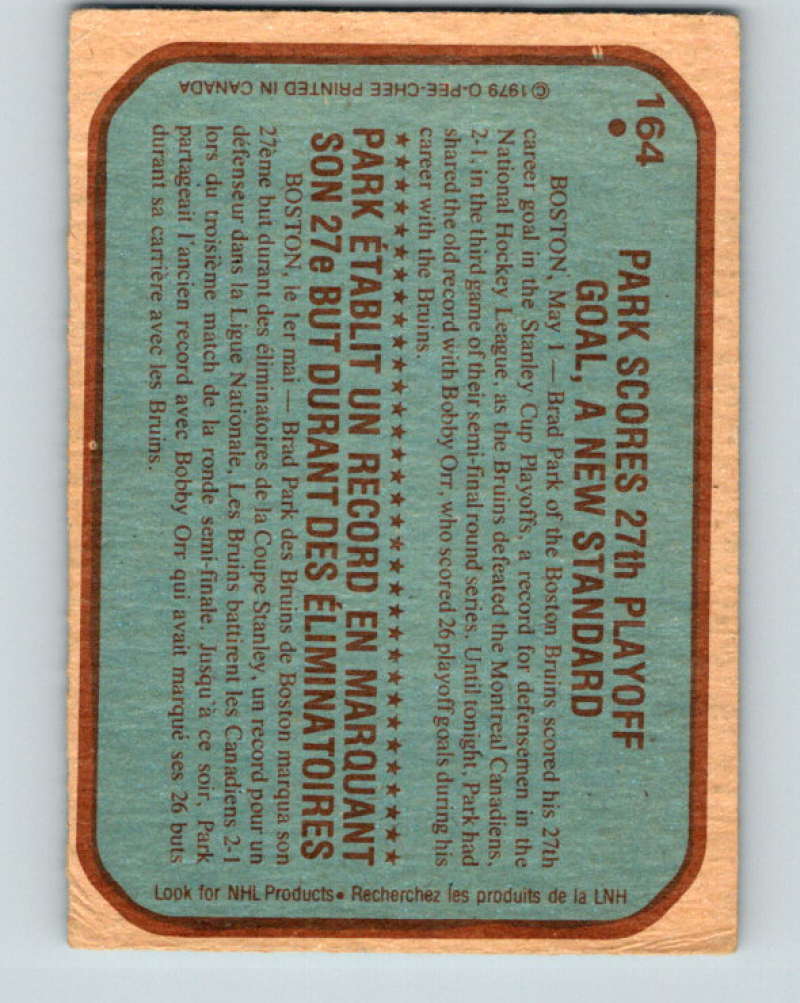 164
PARK SCORES 27th PLAYOFF
GOAL, A NEW STANDARD
BOSTON, May 1 — Brad Park of the Boston Bruins scored his 27th
career goal in the Stanley Cup Playoffs, a record for defensemen in the
National Hockey League, as the Bruins defeated the Montreal Canadiens,
2-1, in the third game of their semi-final round series. Until tonight, Park had
shared the old record with Bobby Orr, who scored 26 playoff goals during his
career with the Bruins.
★★★★★★★★★★★★★★★★★★★★★★★★★★★★★★★
PARK ÉTABLIT UN RECORD EN MARQUANT
SON 27e BUT DURANT DES ÉLIMINATOIRES
BOSTON, le 1er mai — Brad Park des Bruins de Boston marqua son
27ème but durant des éliminatoires de la Coupe Stanley, un record pour un
défenseur dans la Ligue Nationale, Les Bruins battirent les Canadiens 2-1
lors du troisième match de la ronde semi-finale. Jusqu'à ce soir, Park
partageait l'ancien record avec Bobby Orr qui avait marqué ses 26 buts
durant sa carrière avec les Bruins.
© 1979 O-PEE-CHEE PRINTED IN CANADA
Look for NHL Products • Recherchez les produits de la LNH